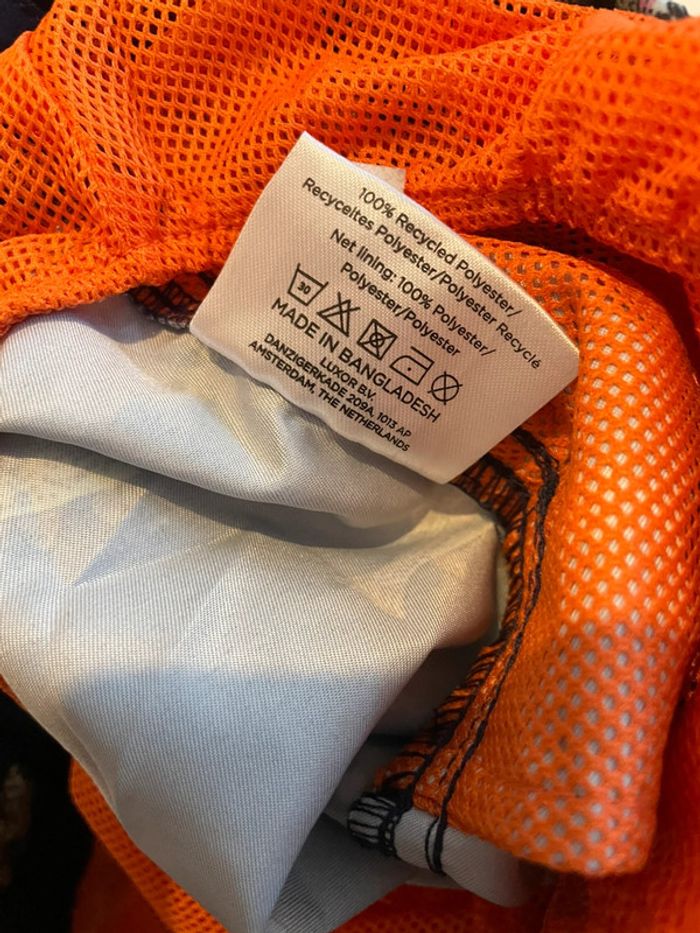 100% Recycled Polyester/
Recyceltes Polyester/Polyester Recyclé
Net lining: 100% Polyester/
Polyester/Polyester
30
MADE IN BANGLADESH
LUXOR B.V.
DANZIGERKADE 209A, 1013 AP
AMSTERDAM, THE NETHERLANDS